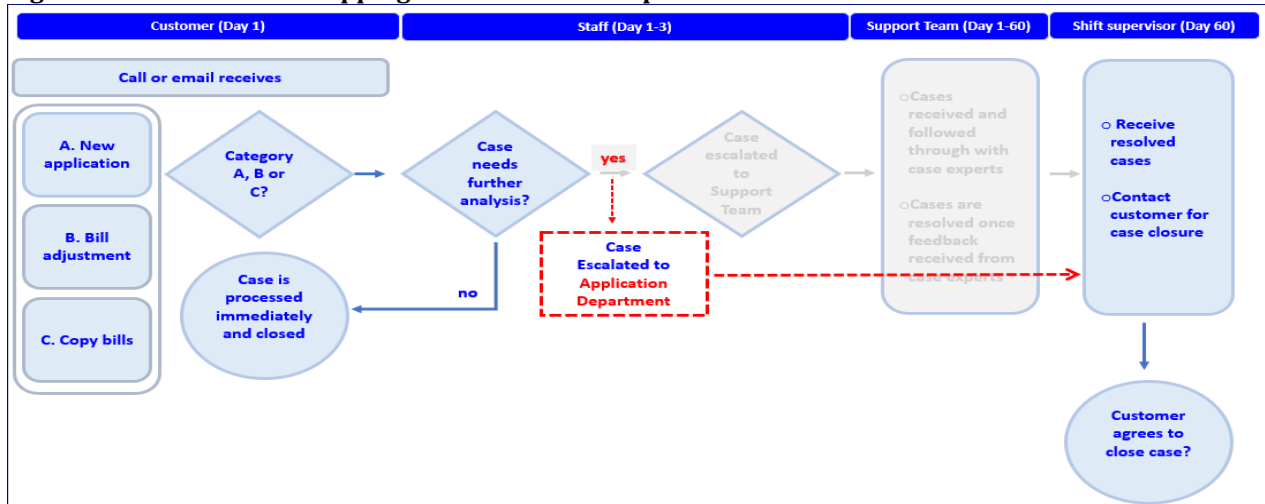 Customer (Day 1)
Staff (Day 1-3)
Support Team (Day 1-60)
Shift supervisor (Day 60)
Call or email receives
A. New
application
B. Bill
adjustment
C. Copy bills
Category
A, B or
C?
Case is
processed
immediately
and closed
Case
needs
further
analysis?
no
yes
Case
escalated
to
Support
Team
Case
Escalated to
Application
Department
○Cases
received and
followed
through with
case experts
○Cases are
resolved once
feedback
received from
case experts
○ Receive
resolved
cases
○Contact
customer for
case closure
Customer
agrees to
close case?